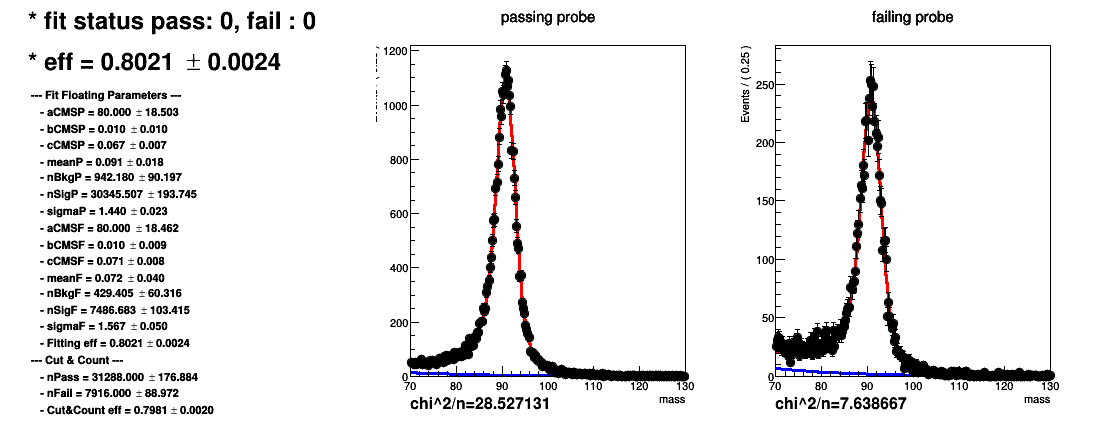 * fit status pass: 0, fail : 0
* eff = 0.8021 ± 0.0024
--- Fit Floating Parameters ---
- aCMSP = 80.000 ± 18.503
- bCMSP = 0.010 ± 0.010
- cCMSP = 0.067 ± 0.007
- meanP = 0.091 ± 0.018
- nBkgP = 942.180 ± 90.197
- nSigP = 30345.507 ± 193.745
- sigmaP = 1.440 ± 0.023
- aCMSF = 80.000 ± 18.462
- bCMSF = 0.010 ± 0.009
- cCMSF = 0.071 ± 0.008
- meanF = 0.072 ± 0.040
- nBkgF = 429.405 ± 60.316
- nSigF = 7486.683 ± 103.415
- sigmaF = 1.567 ± 0.050
- Fitting eff = 0.8021 ± 0.0024
--- Cut & Count ---
- nPass = 31288.000 ± 176.884
- nFail = 7916.000 ± 88.972
- Cut&Count eff = 0.7981 ± 0.0020
passing probe
1200
1000
800
600
400
200
0
70 80 90 100 110 120 130
mass
chi^2/n=28.527131
failing probe
Events / ( 0.25 )
250
200
150
100
50
0
70 80 90 100 110 120 130
mass
chi^2/n=7.638667